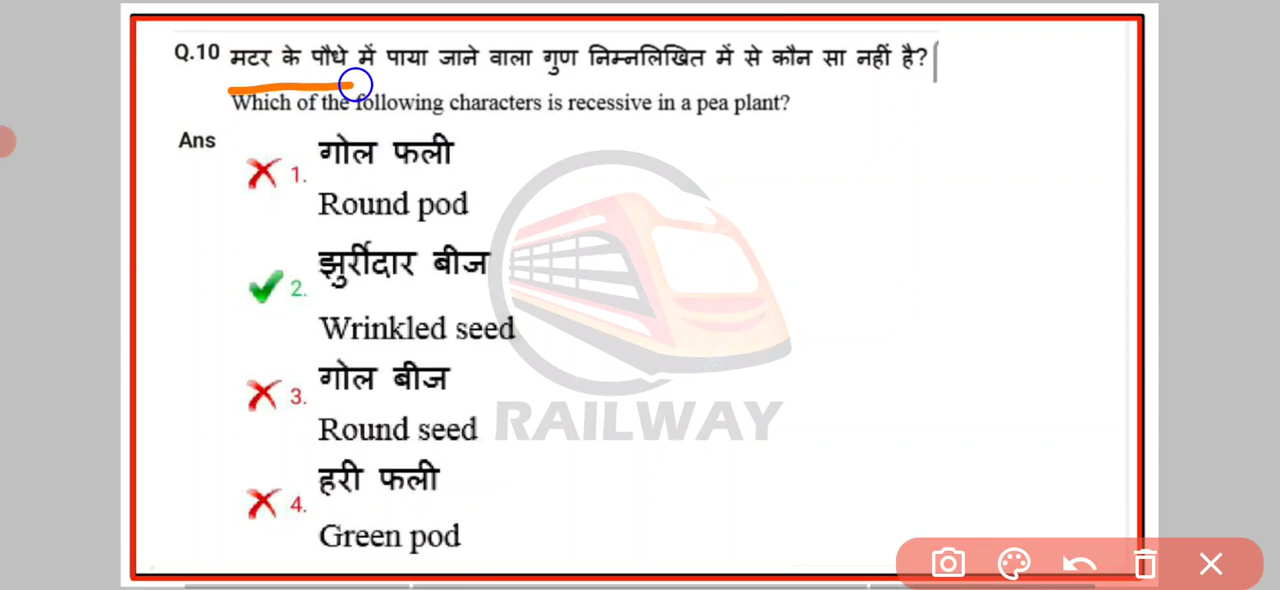 Q.10 मटर के पौधे में पाया जाने वाला गुण निम्नलिखित में से कौन सा नहीं है?
Which of the following characters is recessive in a pea plant?
Ans
1. गोल फली
Round pod
2. झुर्रीदार बीज
Wrinkled seed
3. गोल बीज
Round seed
4. हरी फली
Green pod
RAILWAY